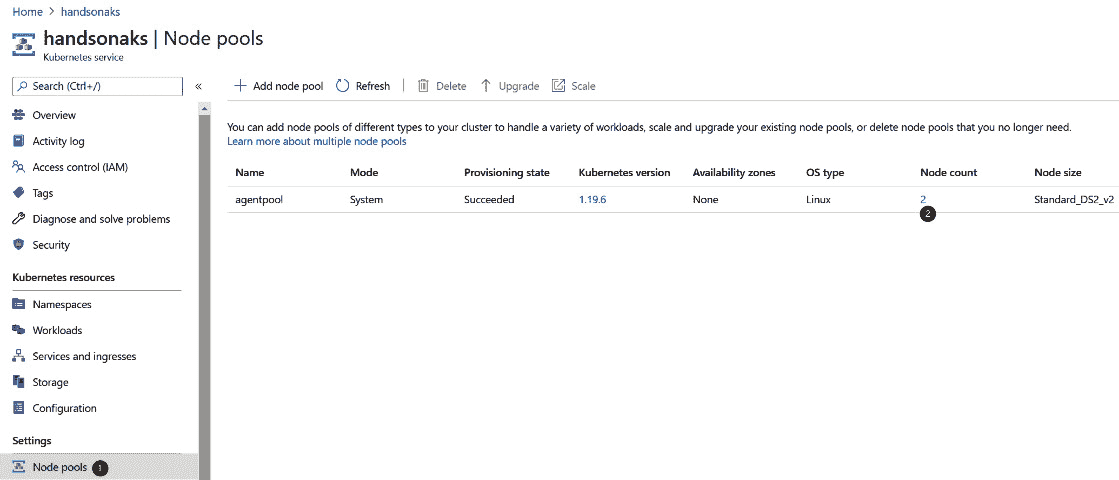 Home > handsonaks
handsonaks | Node pools
Kubernetes service
Search (Ctrl+/)
«
Add node pool Refresh Delete Upgrade Scale
Overview
Activity log
Access control (IAM)
Tags
Diagnose and solve problems
Security
Kubernetes resources
Namespaces
Workloads
Services and ingresses
Storage
Configuration
Settings
Node pools 1
You can add node pools of different types to your cluster to handle a variety of workloads, scale and upgrade your existing node pools, or delete node pools that you no longer need.
Learn more about multiple node pools
Name Mode Provisioning state Kubernetes version Availability zones OS type Node count Node size
agentpool System Succeeded 1.19.6 None Linux 2 Standard_DS2_v2
2